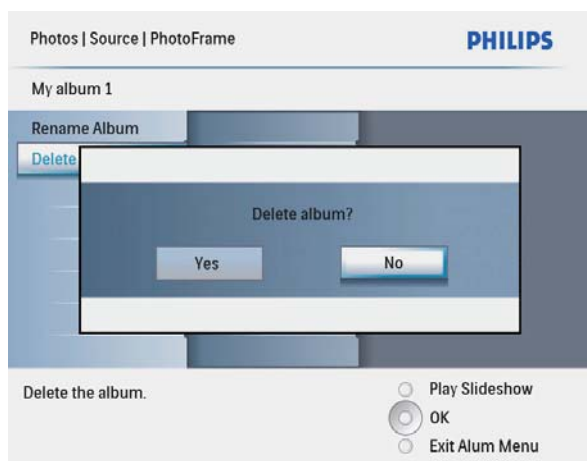 Photos | Source | PhotoFrame
PHILIPS
My album 1
Rename Album
Delete
Delete album?
Yes
No
Delete the album.
Play Slideshow
OK
Exit Alum Menu